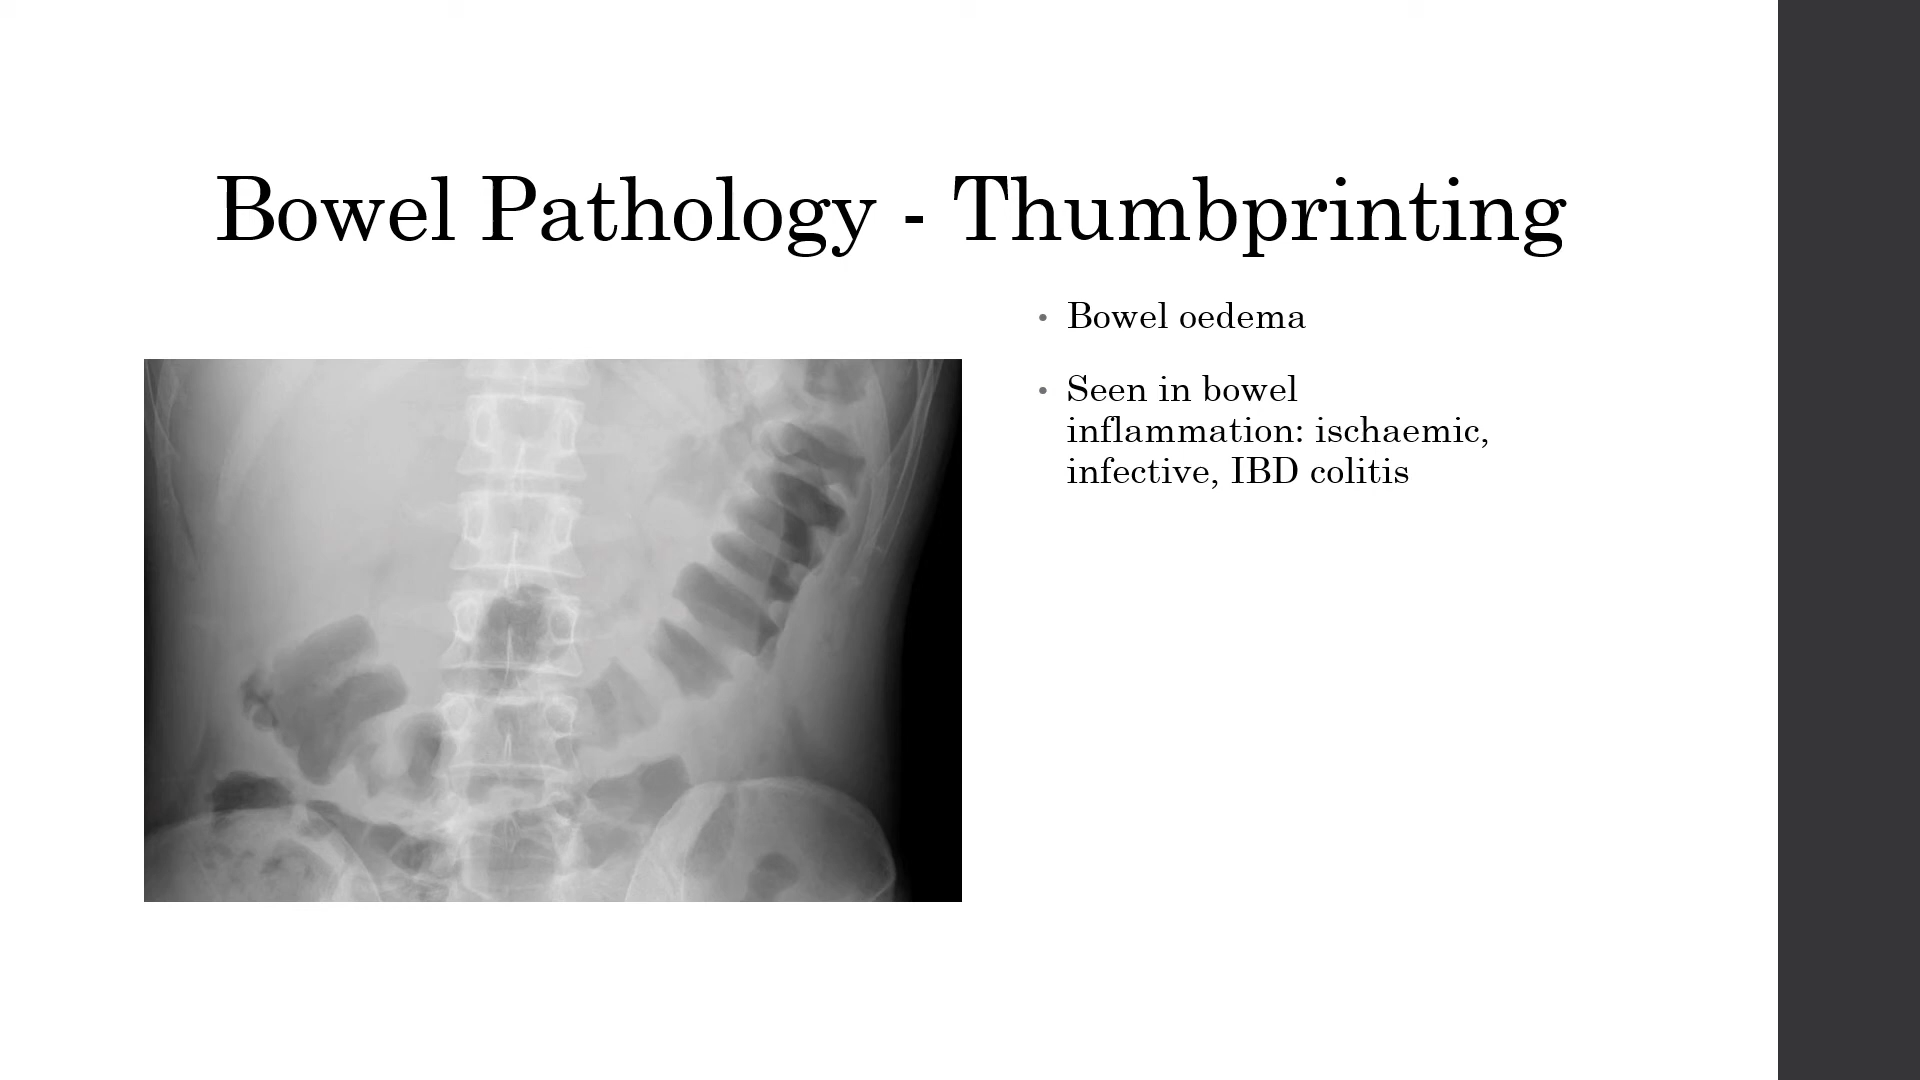 Bowel Pathology - Thumbprinting
• Bowel oedema
• Seen in bowel
inflammation: ischaemic,
infective, IBD colitis